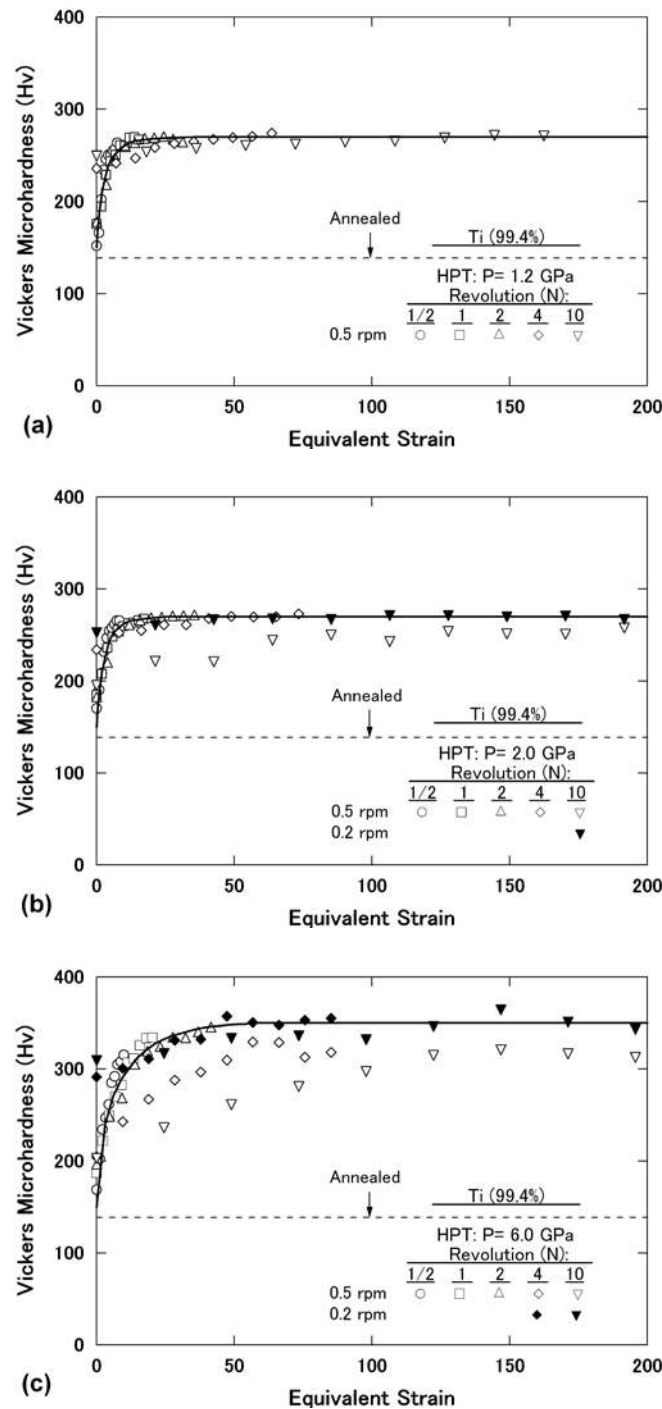 400
300
200
100
0
Vickers Microhardness (Hv)
Annealed
Ti (99.4%)
HPT: P= 1.2 GPa
Revolution (N):
1/2 1 2 4 10
0.5 rpm
0 50 100 150 200
(a)
Equivalent Strain
400
300
200
100
0
Vickers Microhardness (Hv)
Annealed
Ti (99.4%)
HPT: P= 2.0 GPa
Revolution (N):
1/2 1 2 4 10
0.5 rpm
0.2 rpm
0 50 100 150 200
(b)
Equivalent Strain
400
300
200
100
0
Vickers Microhardness (Hv)
Annealed
Ti (99.4%)
HPT: P= 6.0 GPa
Revolution (N):
1/2 1 2 4 10
0.5 rpm
0.2 rpm
0 50 100 150 200
(c)
Equivalent Strain